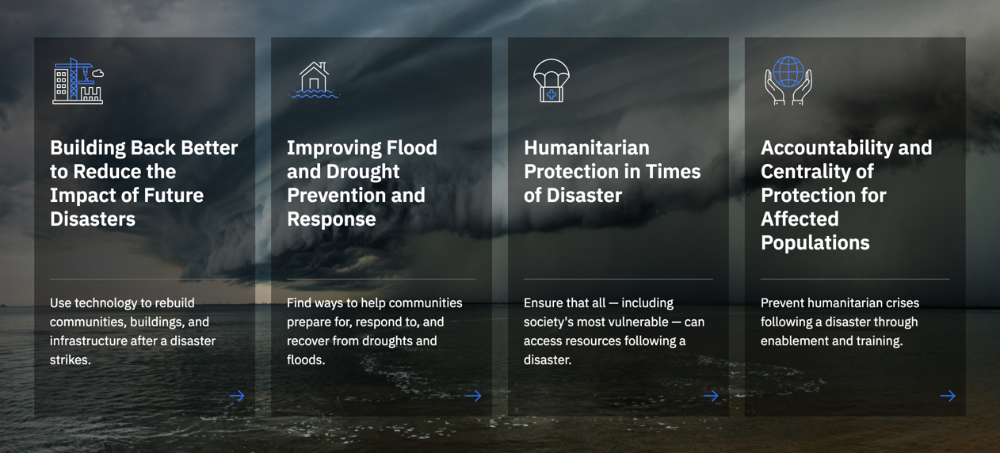 Building Back Better
to Reduce the
Impact of Future
Disasters
Use technology to rebuild
communities, buildings, and
infrastructure after a disaster
strikes.
Improving Flood
and Drought
Prevention and
Response
Find ways to help communities
prepare for, respond to, and
recover from droughts and
floods.
Humanitarian
Protection in Times
of Disaster
Ensure that all — including
society's most vulnerable — can
access resources following a
disaster.
Accountability and
Centrality of
Protection for
Affected
Populations
Prevent humanitarian crises
following a disaster through
enablement and training.